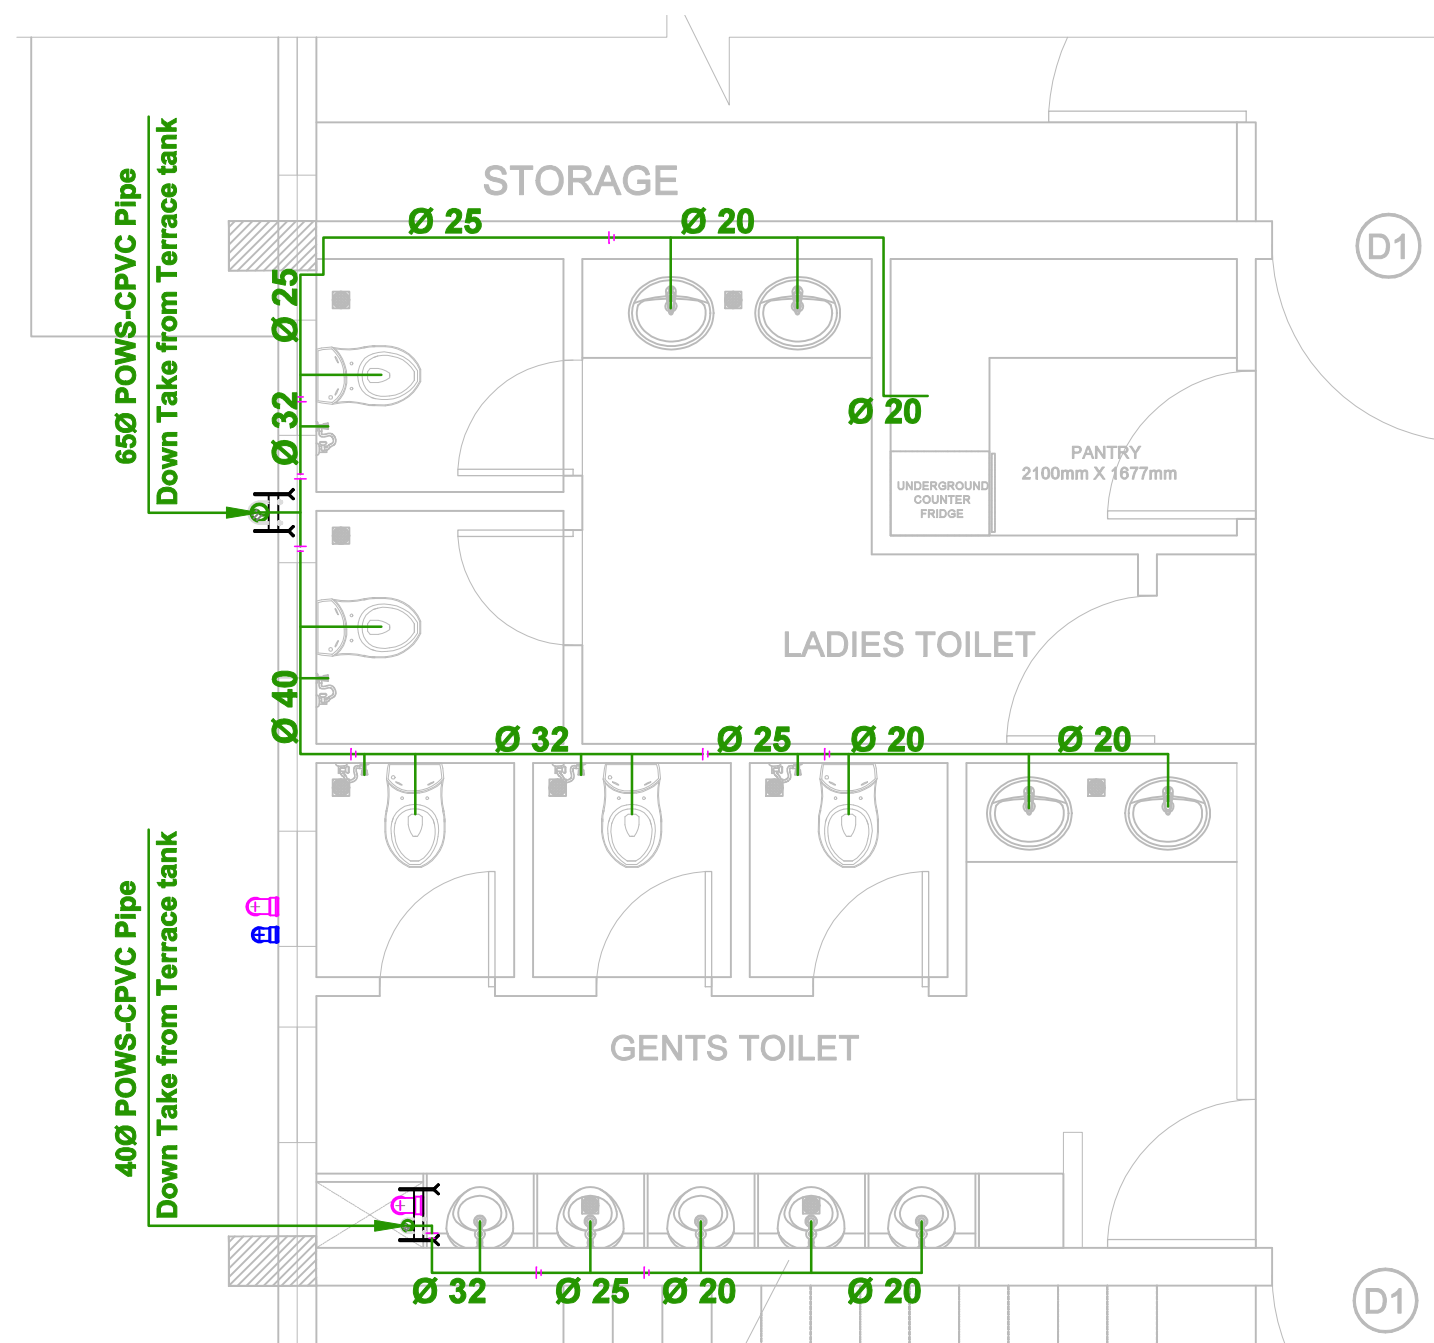 STORAGE
Ø 25
Ø 20
D1
65Ø POWS-CPVC Pipe
Down Take from Terrace tank
Ø 25
Ø 32
Ø 20
PANTRY
2100mm X 1677mm
UNDERGROUND
COUNTER
FRIDGE
LADIES TOILET
Ø 40
Ø 32
Ø 25
Ø 20
Ø 20
40Ø POWS-CPVC Pipe
Down Take from Terrace tank
GENTS TOILET
Ø 32
Ø 25
Ø 20
Ø 20
D1